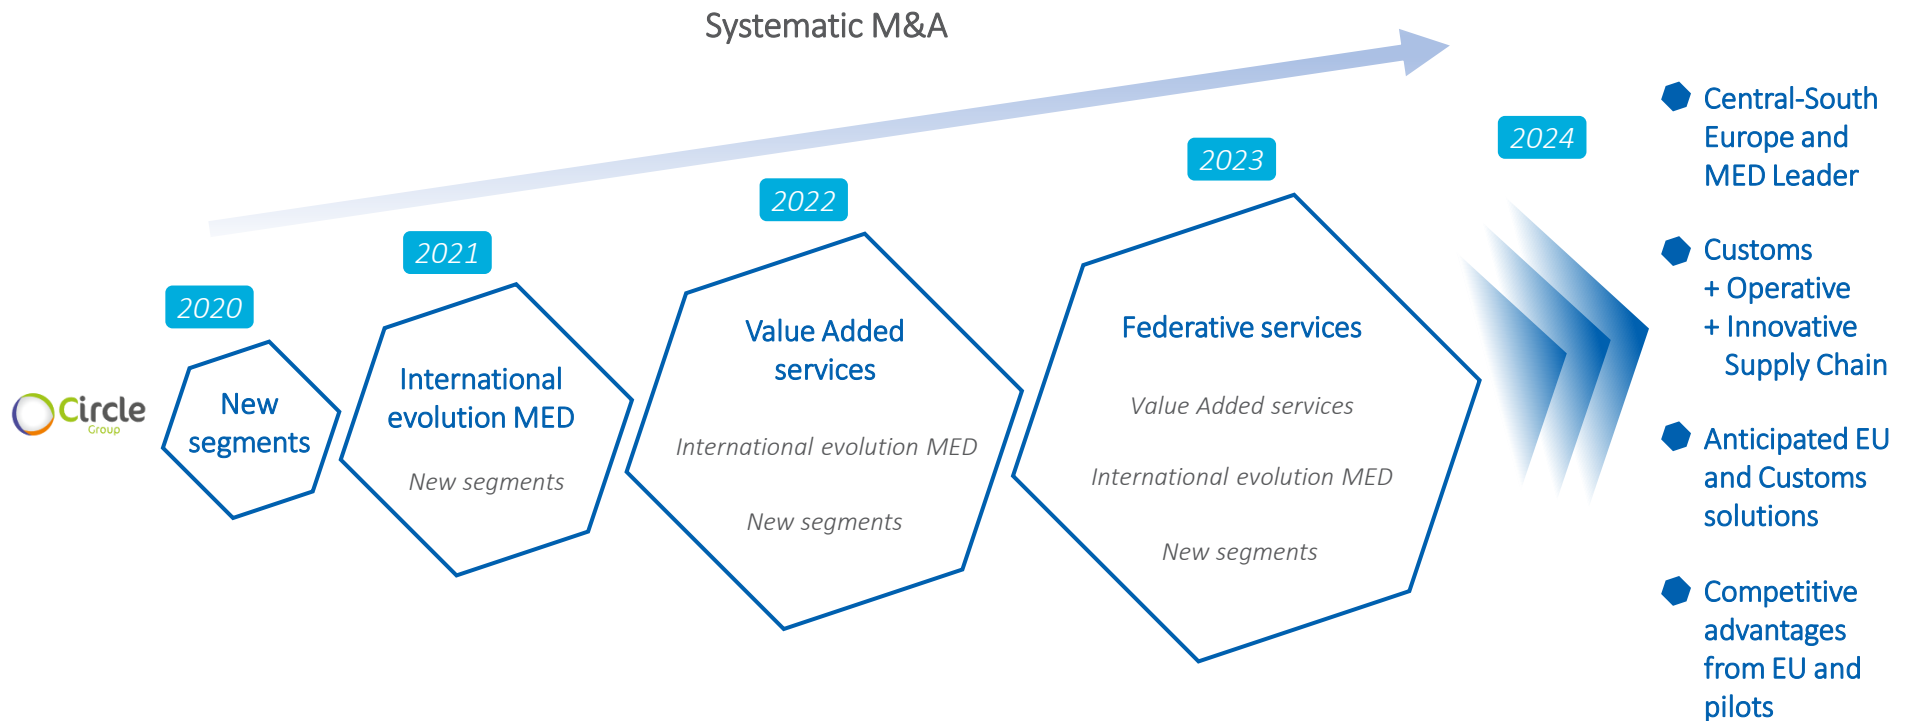 Systematic M&A
Circle
Group
2020
New
segments
2021
International
evolution MED
New segments
2022
Value Added
services
International evolution MED
New segments
2023
Federative services
Value Added services
International evolution MED
New segments
2024
Central-South
Europe and
MED Leader
Customs
+ Operative
+ Innovative
Supply Chain
Anticipated EU
and Customs
solutions
Competitive
advantages
from EU and
pilots